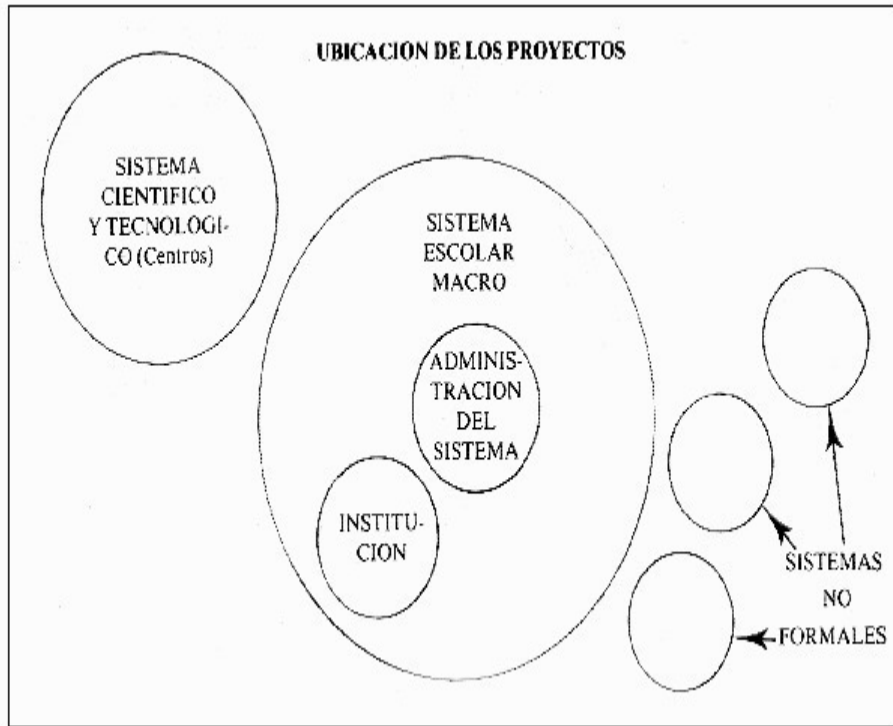 UBICACION DE LOS PROYECTOS
SISTEMA
CIENTIFICO
Y TECNOLOGI-
CO (Centros)
SISTEMA
ESCOLAR
MACRO
ADMINIS-
TRACION
DEL
SISTEMA
INSTITU-
CION
SISTEMAS
NO
FORMALES